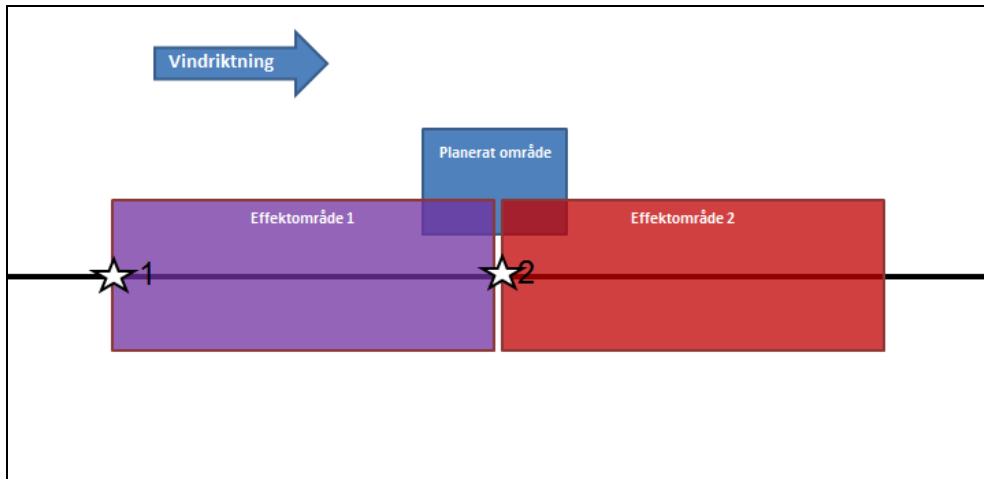 Vindriktning
Planerat område
Effektområde 1
Effektområde 2
1
2